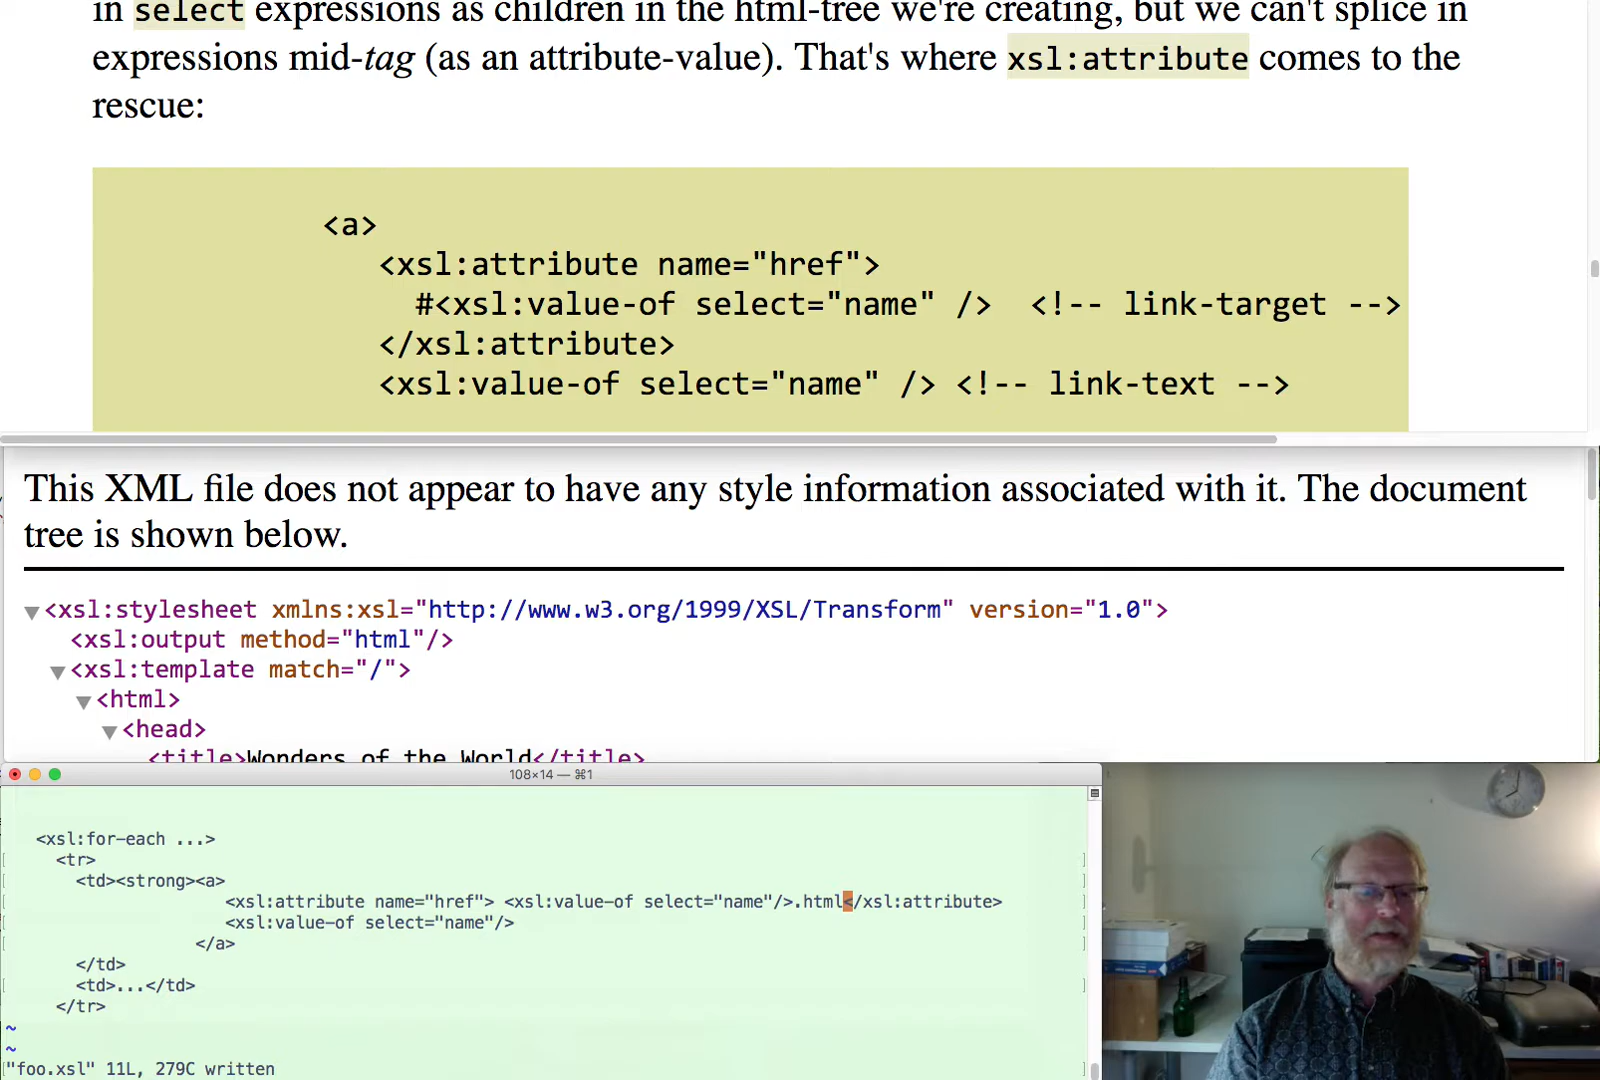 in select expressions as children in the html-tree we're creating, but we can't splice in
expressions mid-tag (as an attribute-value). That's where xsl:attribute comes to the
rescue:
<a>
<xsl:attribute name="href">
#<xsl:value-of select="name" /> <!-- link-target -->
</xsl:attribute>
<xsl:value-of select="name" /> <!-- link-text -->
This XML file does not appear to have any style information associated with it. The document
tree is shown below.
▼<xsl:stylesheet xmlns:xsl="http://www.w3.org/1999/XSL/Transform" version="1.0">
<xsl:output method="html"/>
▼<xsl:template match="/">
▼<html>
▼<head>
<title>Wonders of the World</title>
108×14 — ⌘1
<xsl:for-each ...>
<tr>
<td><strong><a>
<xsl:attribute name="href"> <xsl:value-of select="name"/>.html</xsl:attribute>
<xsl:value-of select="name"/>
</a>
</td>
<td>...</td>
</tr>
~
~
"foo.xsl" 11L, 279C written